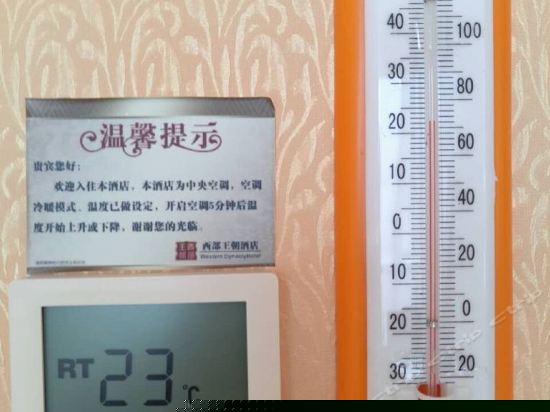 温馨提示
贵宾您好：
欢迎入住本酒店，本酒店为中央空调，空调
冷暖模式、温度已做设定，开启空调5分钟后温
度开始上升或下降，谢谢您的光临。
西部王朝酒店
Western Dynasty Hotel
RT 23℃
40 100
30 80
20 60
10 40
0
10 20
20 0
30 20